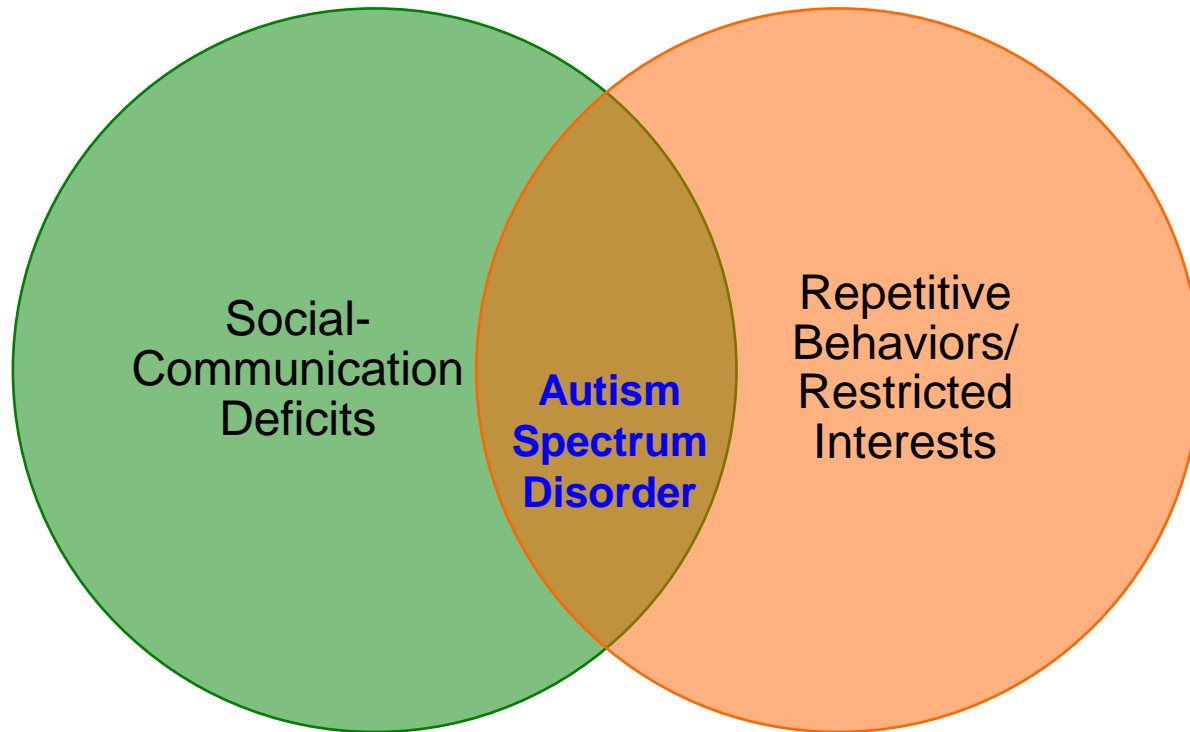 Social-
Communication
Deficits
Autism
Spectrum
Disorder
Repetitive
Behaviors/
Restricted
Interests